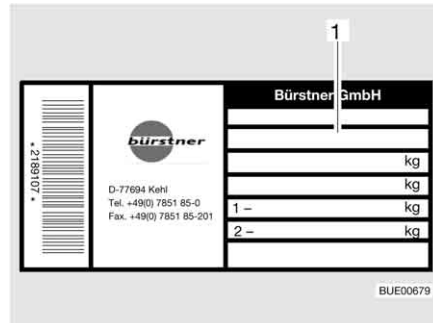 1
Bürstner GmbH
* 2189107 *
bürstner
D-77694 Kehl
Tel. +49(0) 7851 85-0
Fax. +49(0) 7851 85-201
kg
kg
1 – kg
2 – kg
BUE00679